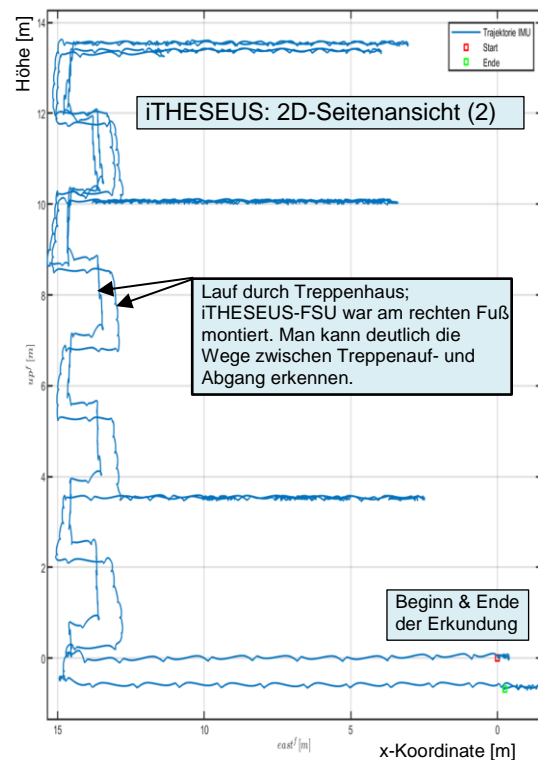 Höhe [m]
14
12
10
8
6
4
2
0
up^f [m]
Trajektorie IMU
Start
Ende
iTHESEUS: 2D-Seitenansicht (2)
Lauf durch Treppenhaus;
iTHESEUS-FSU war am rechten Fuß
montiert. Man kann deutlich die
Wege zwischen Treppenauf- und
Abgang erkennen.
Beginn & Ende
der Erkundung
15
10
5
0
east^f [m]
x-Koordinate [m]